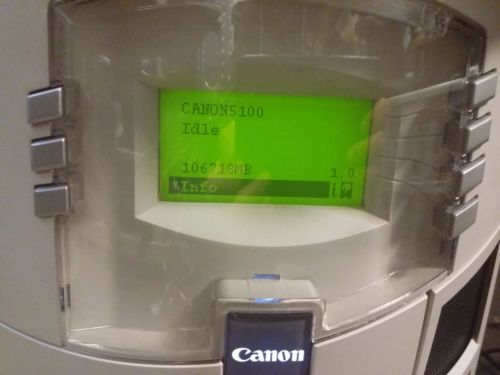 CANON5100
Idle
106718MB 1.0
Info i
Canon